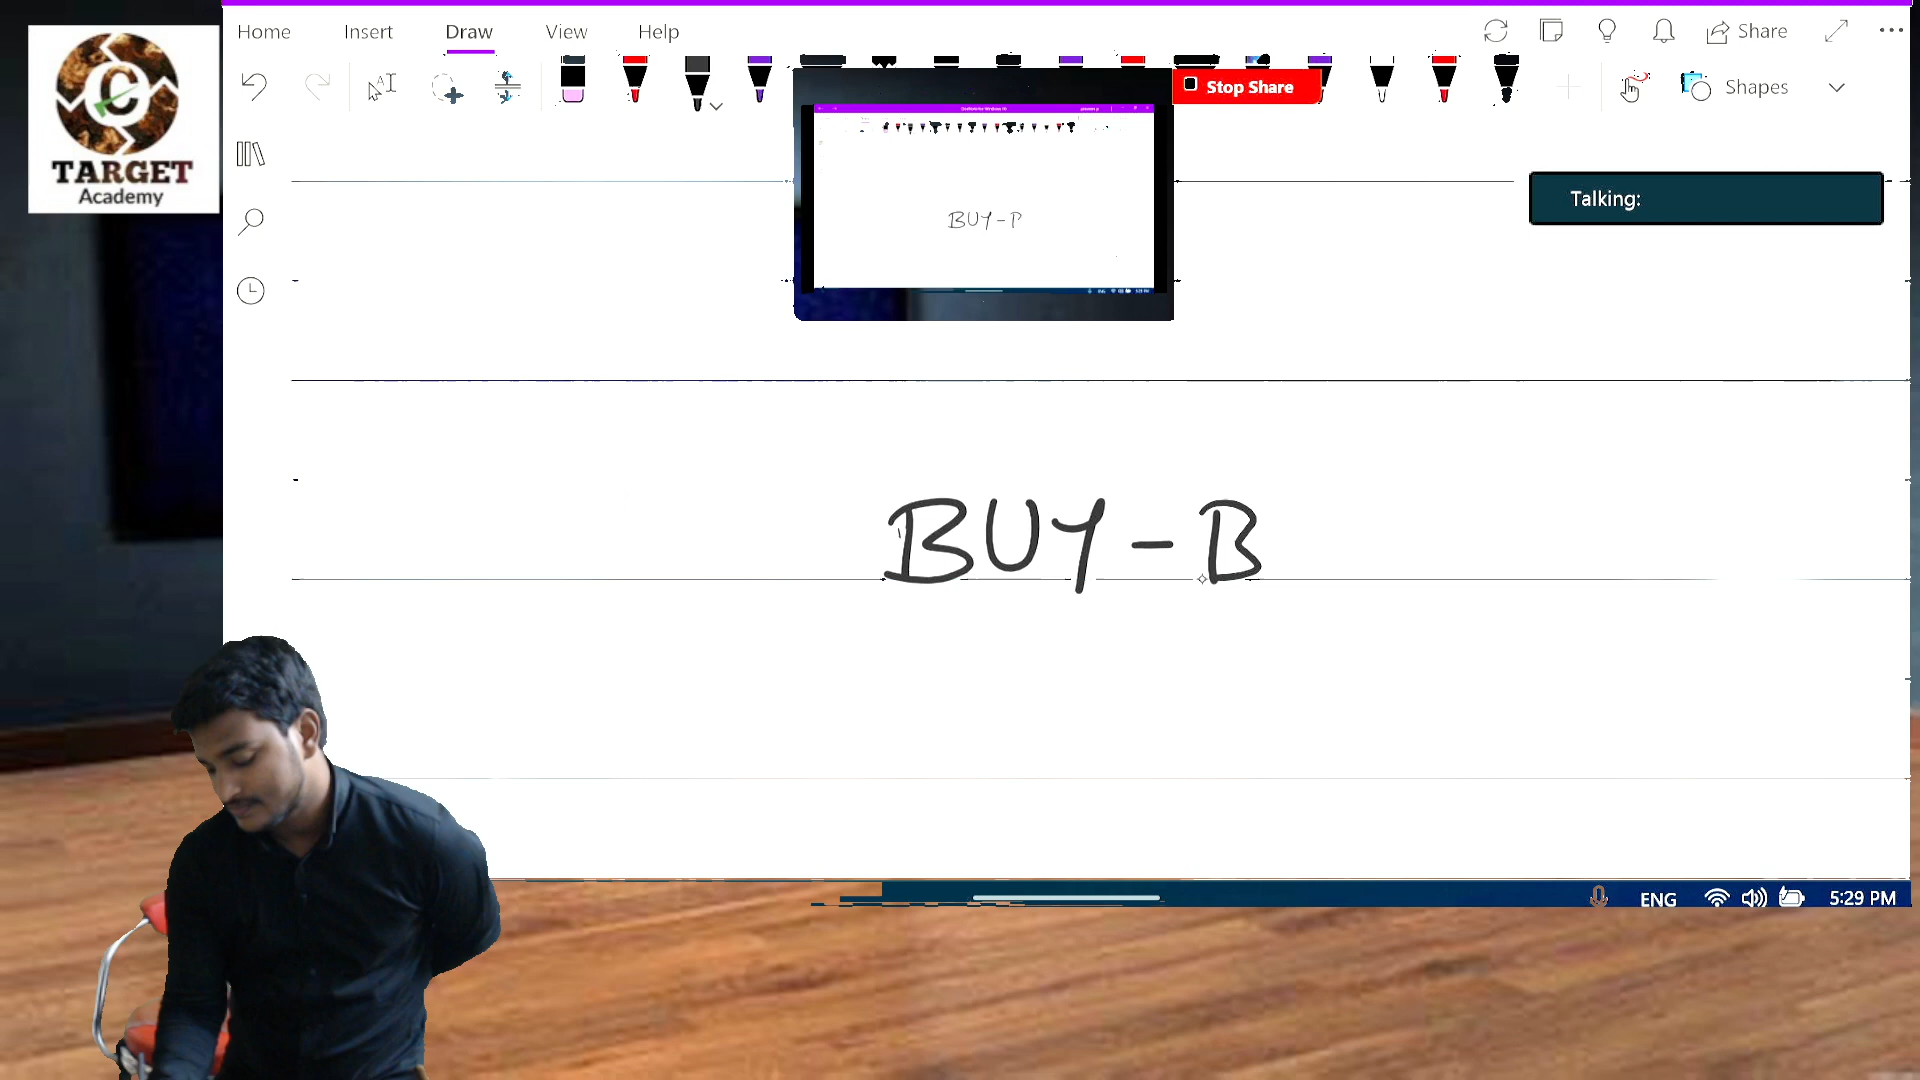 Home Insert Draw View Help
Share
Stop Share
Shapes
TARGET
Academy
Talking:
BUY - P
BUY - B
ENG 5:29 PM